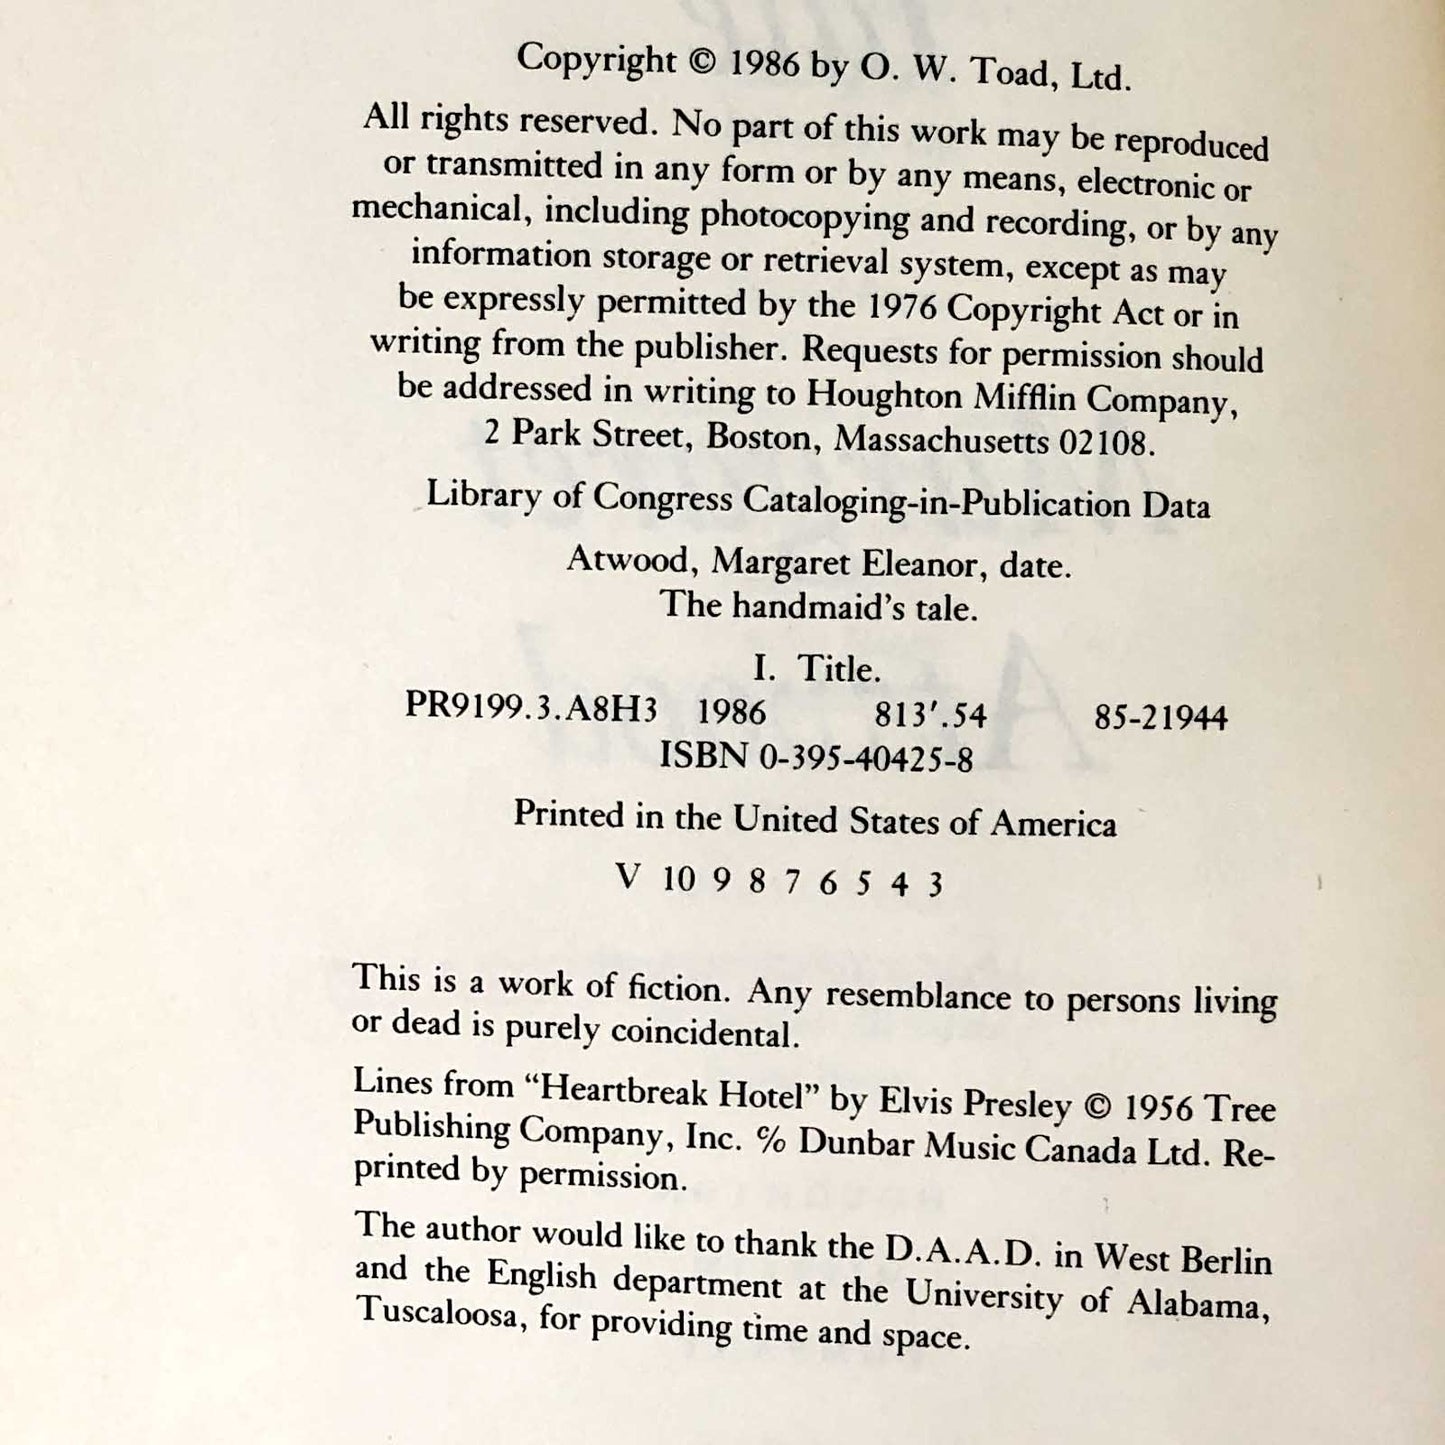 Copyright © 1986 by O. W. Toad, Ltd.
All rights reserved. No part of this work may be reproduced
or transmitted in any form or by any means, electronic or
mechanical, including photocopying and recording, or by any
information storage or retrieval system, except as may
be expressly permitted by the 1976 Copyright Act or in
writing from the publisher. Requests for permission should
be addressed in writing to Houghton Mifflin Company,
2 Park Street, Boston, Massachusetts 02108.
Library of Congress Cataloging-in-Publication Data
Atwood, Margaret Eleanor, date.
The handmaid's tale.
I. Title.
PR9199.3.A8H3 1986 813′.54 85-21944
ISBN 0-395-40425-8
Printed in the United States of America
V 10 9 8 7 6 5 4 3
This is a work of fiction. Any resemblance to persons living
or dead is purely coincidental.
Lines from “Heartbreak Hotel” by Elvis Presley © 1956 Tree
Publishing Company, Inc. ℅ Dunbar Music Canada Ltd. Re-
printed by permission.
The author would like to thank the D.A.A.D. in West Berlin
and the English department at the University of Alabama,
Tuscaloosa, for providing time and space.